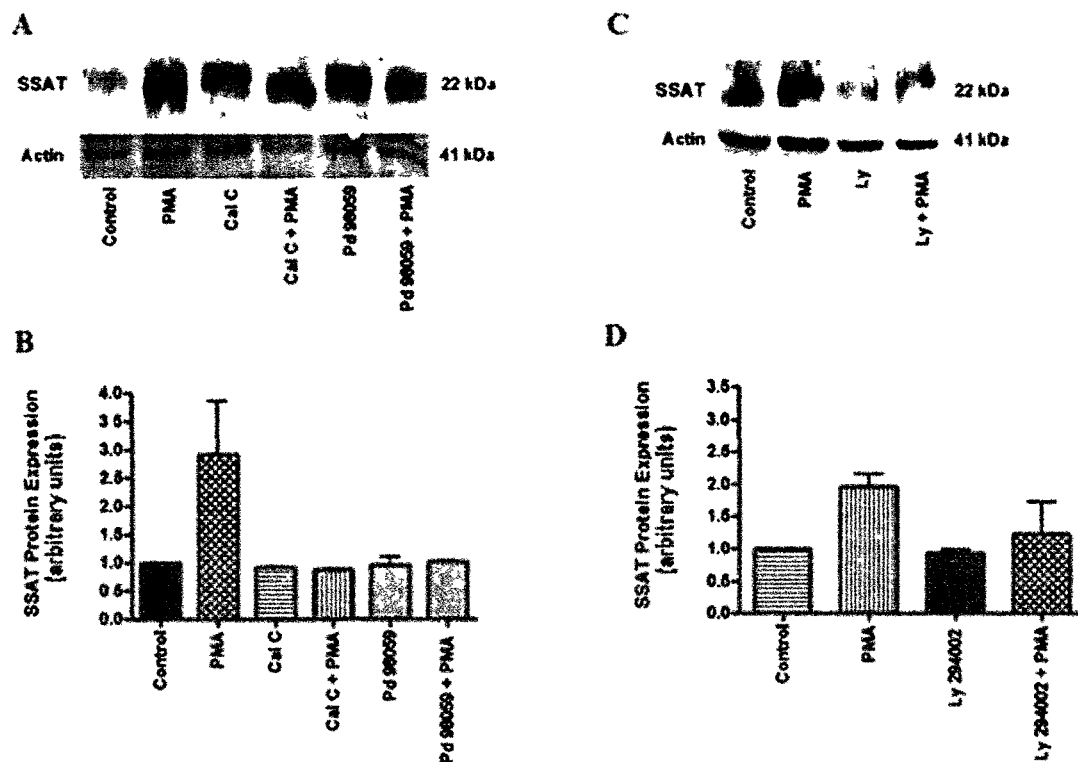 A
SSAT
22 kDa
Actin
41 kDa
Control
PMA
Cal C
Cal C + PMA
Pd 98059
Pd 98059 + PMA
C
SSAT
22 kDa
Actin
41 kDa
Control
PMA
Ly
Ly + PMA
B
SSAT Protein Expression
(arbitrary units)
4.0
3.5
3.0
2.5
2.0
1.5
1.0
0.5
0.0
Control
PMA
Cal C
Cal C + PMA
Pd 98059
Pd 98059 + PMA
D
SSAT Protein Expression
(arbitrary units)
3.5
3.0
2.5
2.0
1.5
1.0
0.5
0.0
Control
PMA
Ly 294002
Ly 294002 + PMA